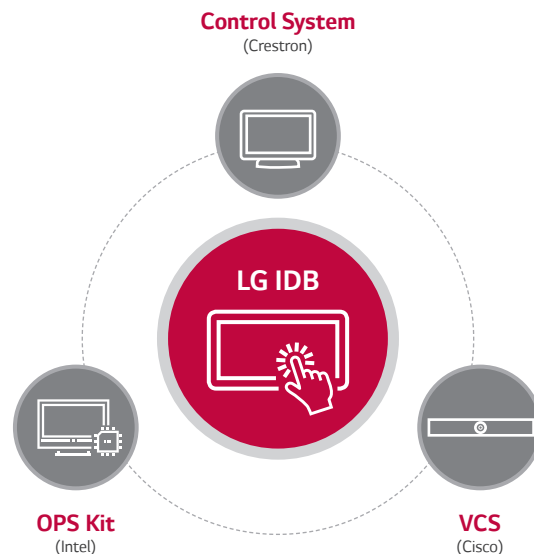 Control System
(Crestron)
LG IDB
OPS Kit
(Intel)
VCS
(Cisco)